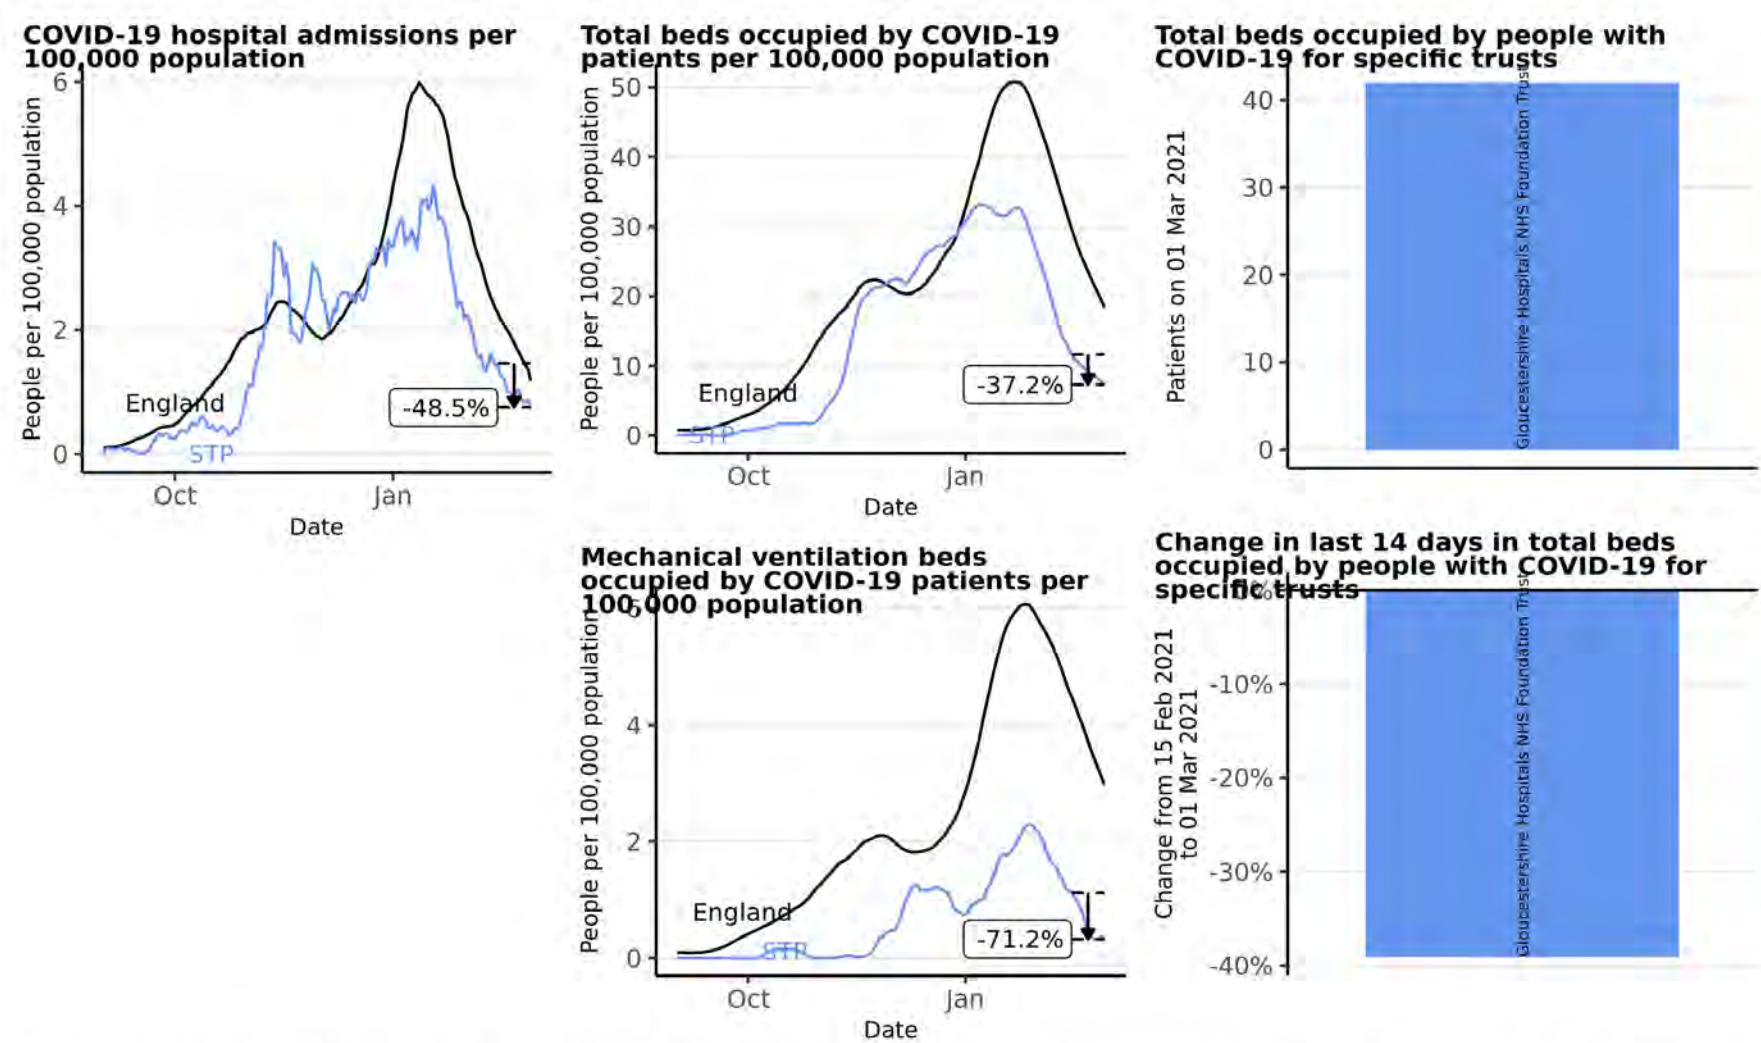 COVID-19 hospital admissions per
100,000 population
People per 100,000 population
6
4
2
0
England
STP
-48.5%
Oct
Jan
Date
Total beds occupied by COVID-19
patients per 100,000 population
People per 100,000 population
50
40
30
20
10
0
England
STP
-37.2%
Oct
Jan
Date
Total beds occupied by people with
COVID-19 for specific trusts
Patients on 01 Mar 2021
40
30
20
10
0
Gloucestershire Hospitals NHS Foundation Trust
Mechanical ventilation beds
occupied by COVID-19 patients per
100,000 population
People per 100,000 population
6
4
2
0
England
STP
-71.2%
Oct
Jan
Date
Change in last 14 days in total beds
occupied by people with COVID-19 for
specific trusts
Change from 15 Feb 2021
to 01 Mar 2021
0%
-10%
-20%
-30%
-40%
Gloucestershire Hospitals NHS Foundation Trust